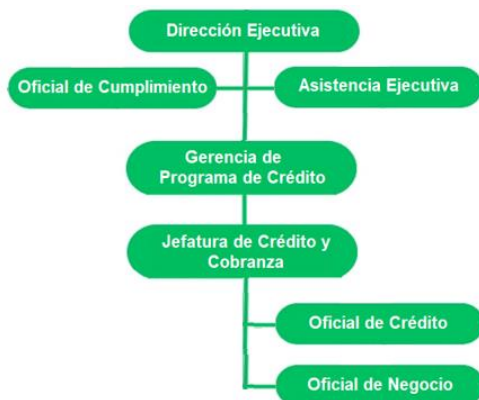 Dirección Ejecutiva
Oficial de Cumplimiento
Asistencia Ejecutiva
Gerencia de
Programa de Crédito
Jefatura de Crédito y
Cobranza
Oficial de Crédito
Oficial de Negocio